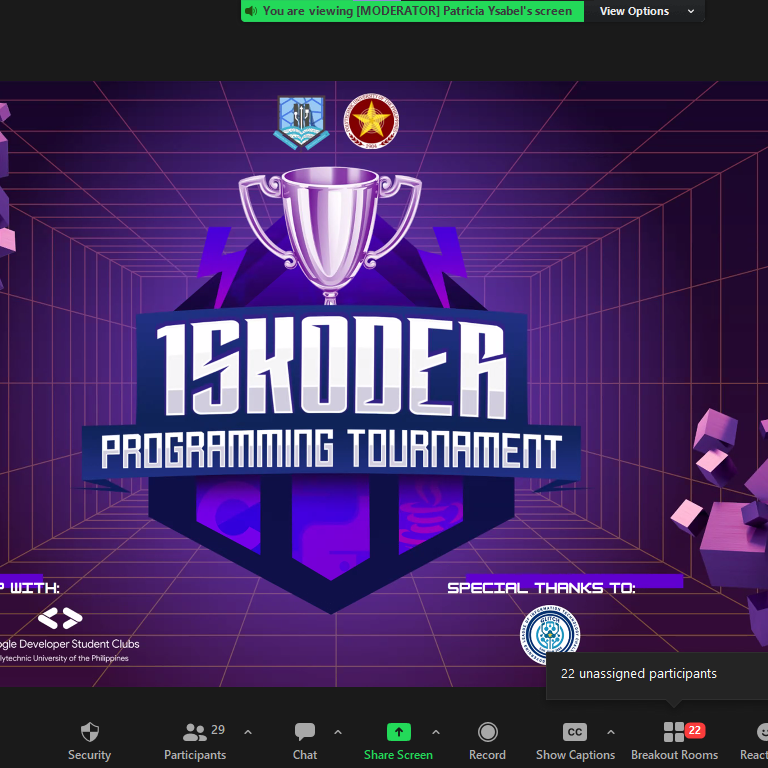 You are viewing [MODERATOR] Patricia Ysabel's screen View Options
1904
1SKODER
PROGRAMMING TOURNAMENT
P WITH:
SPECIAL THANKS TO:
ogle Developer Student Clubs
lytechnic University of the Philippines
22 unassigned participants
29
CC
22
Security
Participants
Chat
Share Screen
Record
Show Captions
Breakout Rooms
React